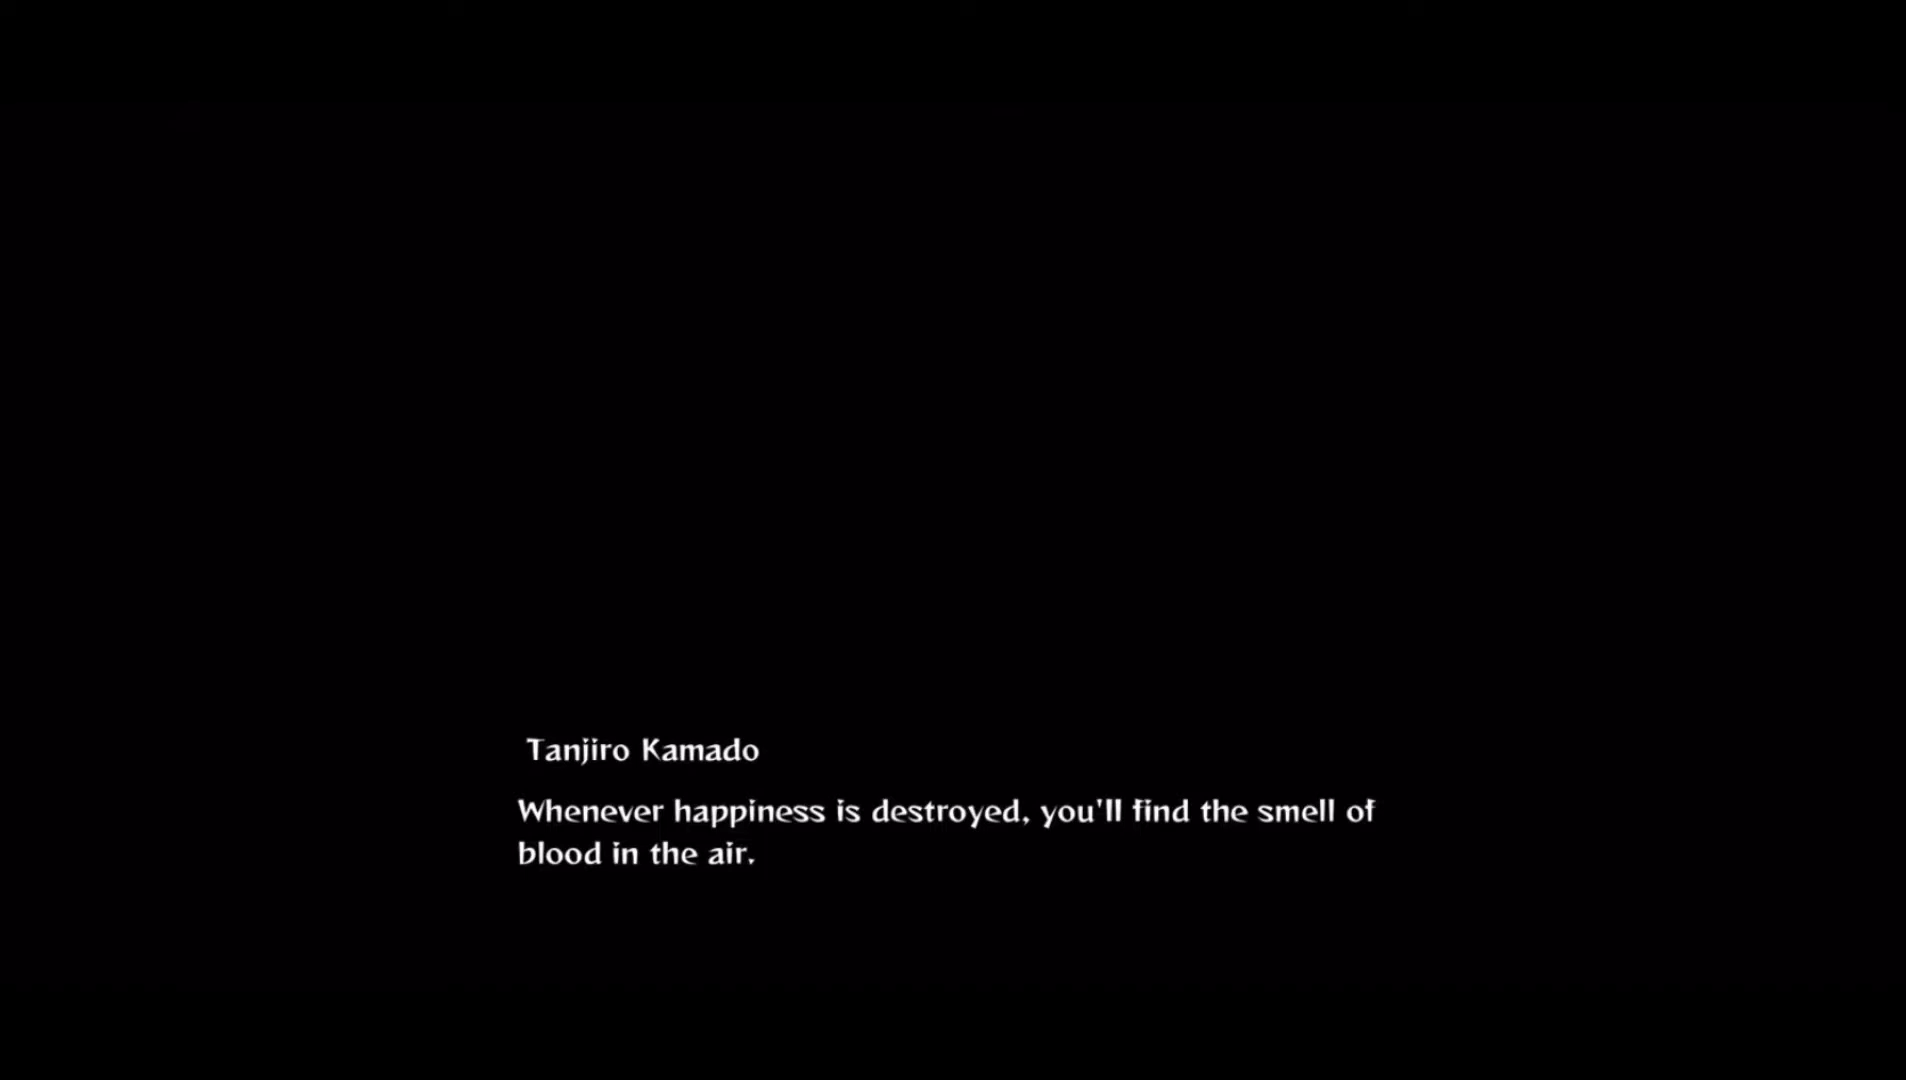 Tanjiro Kamado
Whenever happiness is destroyed, you'll find the smell of
blood in the air.